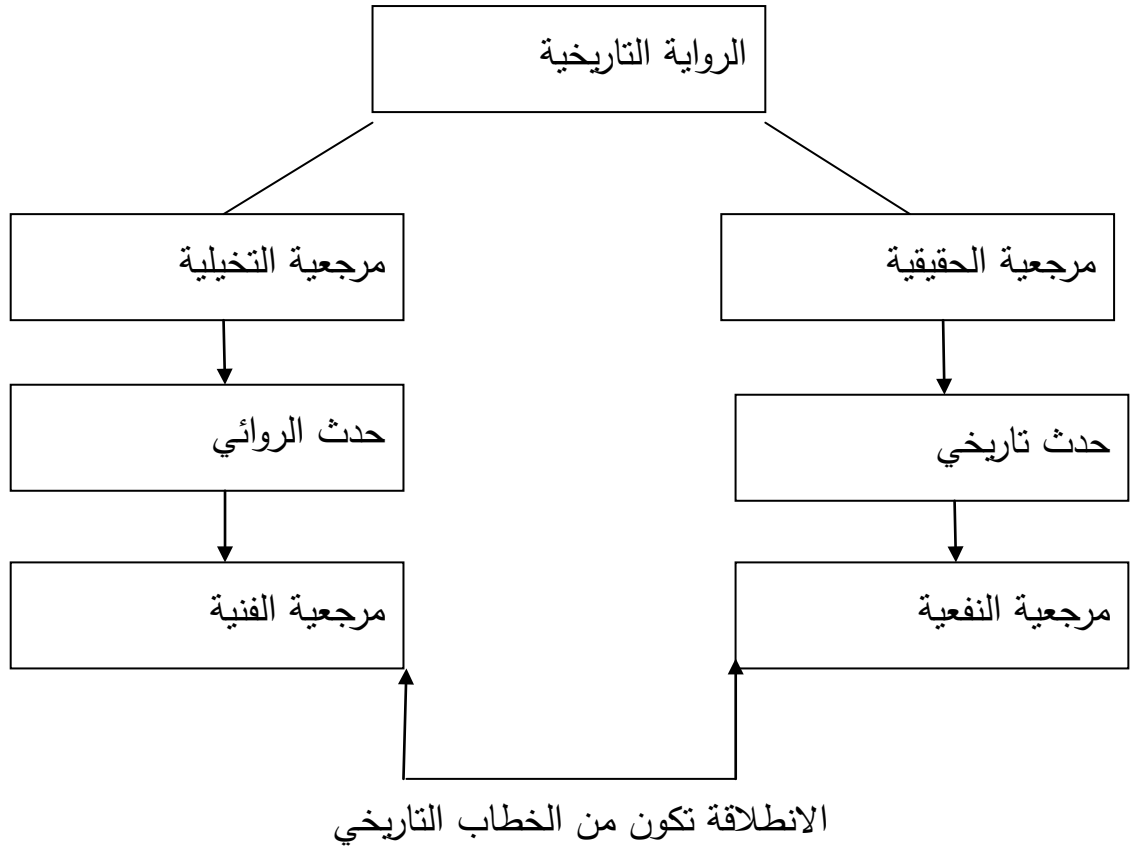 الرواية التاريخية
مرجعية الحقيقية
مرجعية التخيلية
حدث تاريخي
حدث الروائي
مرجعية النفعية
مرجعية الفنية
الانطلاقة تكون من الخطاب التاريخي